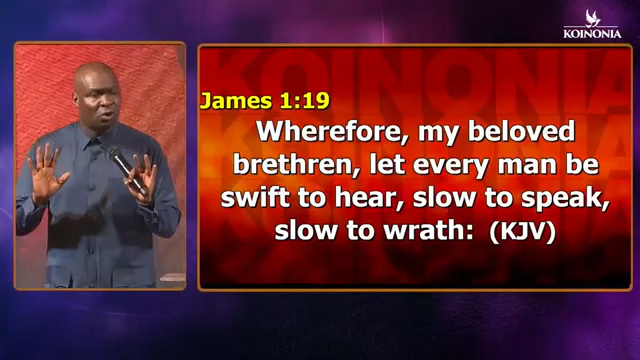 KOINONIA
James 1:19
Wherefore, my beloved
brethren, let every man be
swift to hear, slow to speak,
slow to wrath: (KJV)